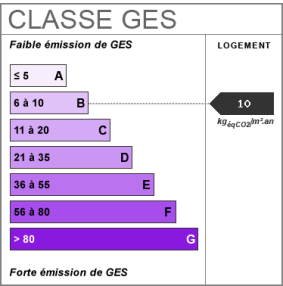 CLASSE GES
Faible émission de GES
LOGEMENT
≤ 5 A
6 à 10 B
10
11 à 20 C
kgéqCO2/m².an
21 à 35 D
36 à 55 E
56 à 80 F
> 80 G
Forte émission de GES